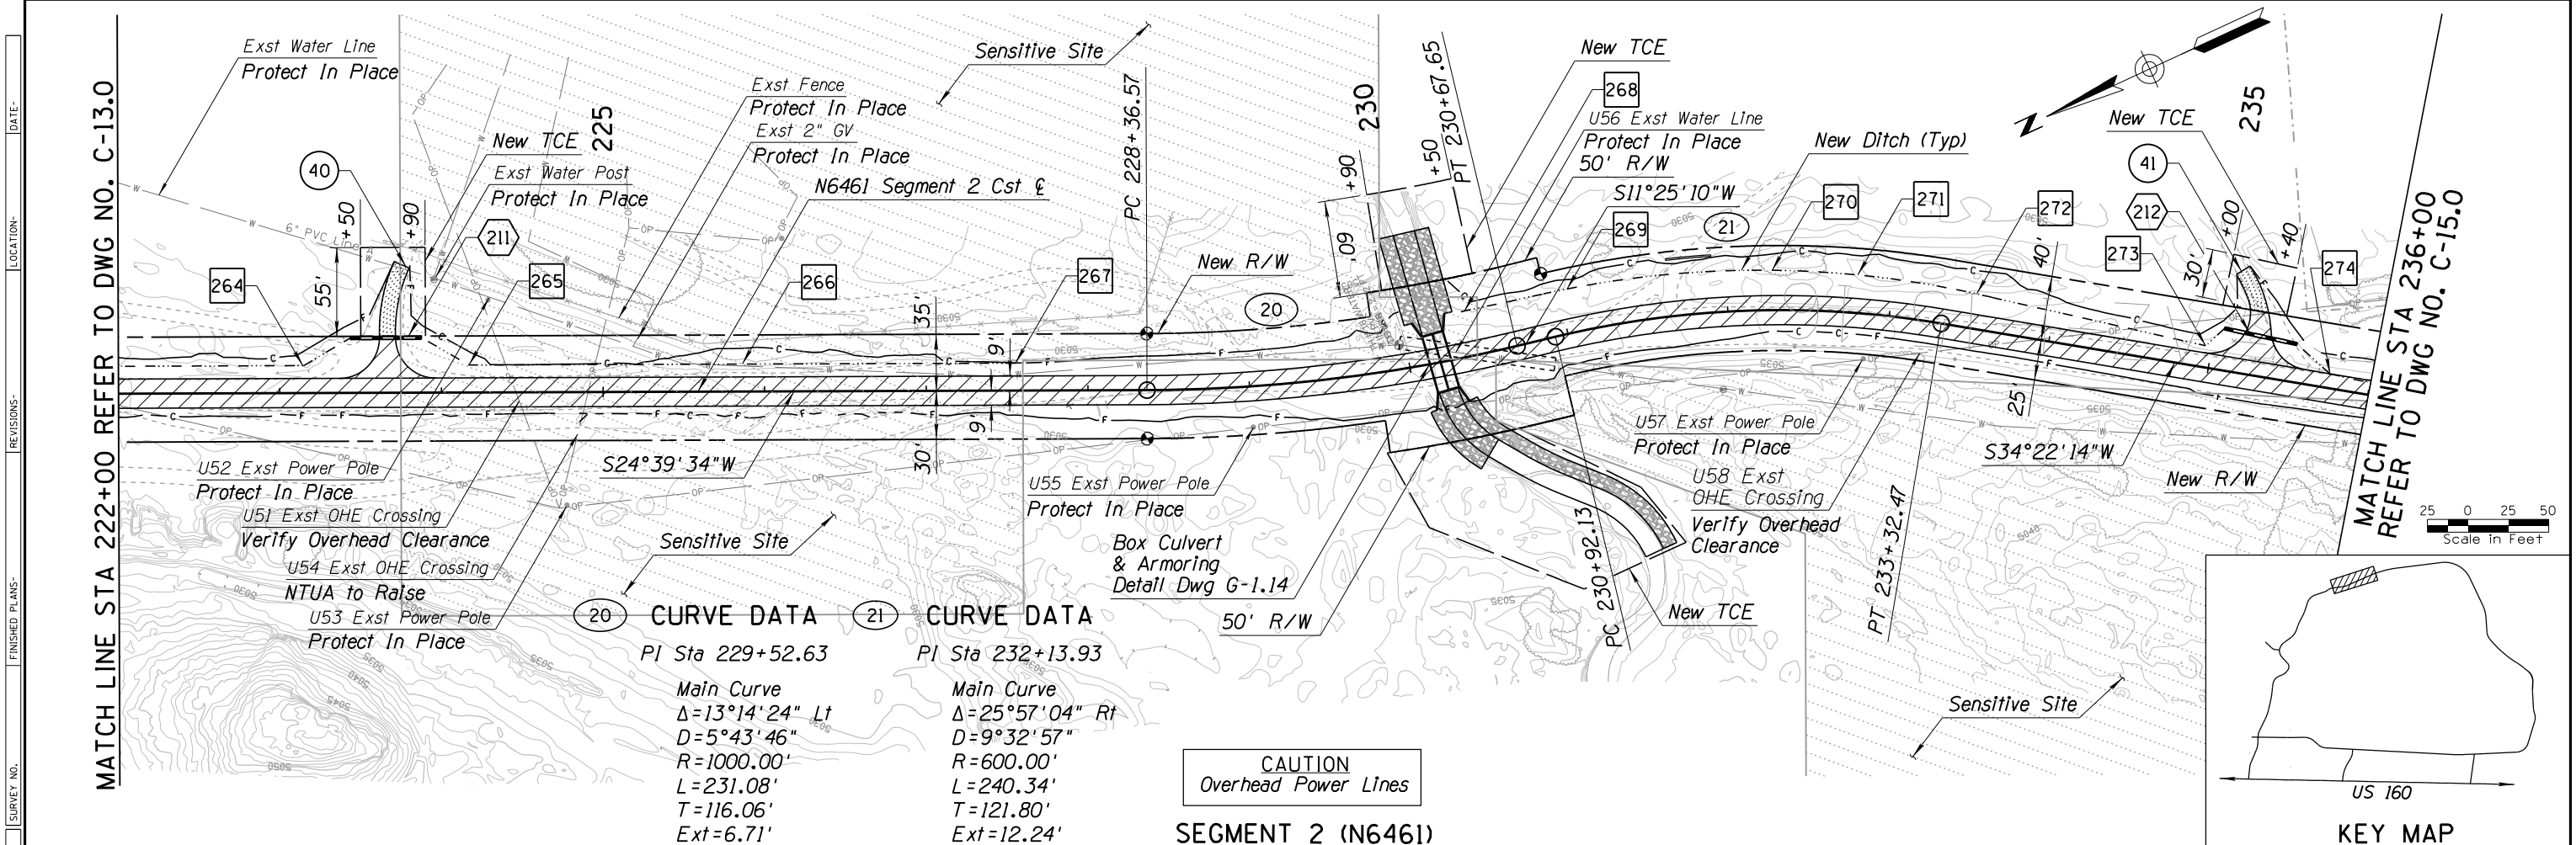 DATE-
LOCATION-
REVISIONS-
FINISHED PLANS-
SURVEY NO.
MATCH LINE STA 222+00 REFER TO DWG NO. C-13.0
Exst Water Line
Protect In Place
6" PVC Line
40
+50
+90
55'
264
New TCE
225
Exst Water Post
Protect In Place
211
265
Exst Fence
Protect In Place
Exst 2" GV
Protect In Place
N6461 Segment 2 Cst ℄
Sensitive Site
266
PC 228+36.57
267
35'
9'
9'
30'
New R/W
20
230
+90
60'
+50
PT 230+67.65
New TCE
268
U56 Exst Water Line
Protect In Place
50' R/W
S11°25'10"W
269
21
New Ditch (Typ)
270
271
272
40'
25'
New TCE
N
235
41
212
273
+00
30'
+40
274
MATCH LINE STA 236+00
REFER TO DWG NO. C-15.0
U52 Exst Power Pole
Protect In Place
U51 Exst OHE Crossing
Verify Overhead Clearance
U54 Exst OHE Crossing
NTUA to Raise
U53 Exst Power Pole
Protect In Place
S24°39'34"W
Sensitive Site
U55 Exst Power Pole
Protect In Place
Box Culvert
& Armoring
Detail Dwg G-1.14
50' R/W
PC 230+92.13
New TCE
U57 Exst Power Pole
Protect In Place
U58 Exst
OHE Crossing
Verify Overhead
Clearance
PT 233+32.47
S34°22'14"W
New R/W
Sensitive Site
25 0 25 50
Scale in Feet
20 CURVE DATA
PI Sta 229+52.63
Main Curve
Δ=13°14'24" Lt
D=5°43'46"
R=1000.00'
L=231.08'
T=116.06'
Ext=6.71'
21 CURVE DATA
PI Sta 232+13.93
Main Curve
Δ=25°57'04" Rt
D=9°32'57"
R=600.00'
L=240.34'
T=121.80'
Ext=12.24'
CAUTION
Overhead Power Lines
SEGMENT 2 (N6461)
US 160
KEY MAP